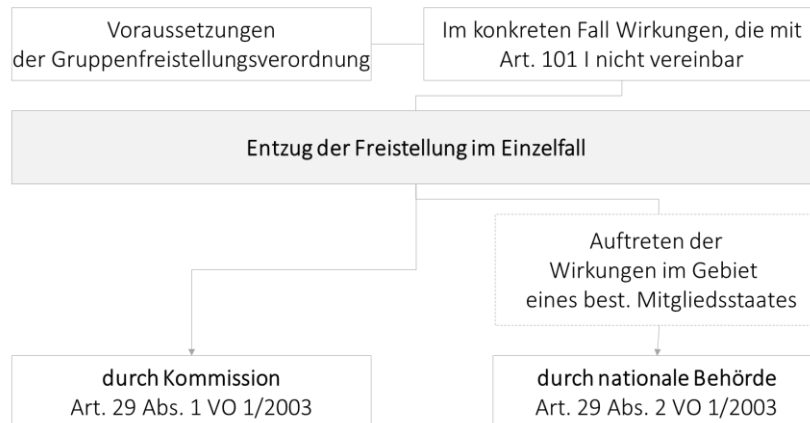 Voraussetzungen
der Gruppenfreistellungsverordnung
Im konkreten Fall Wirkungen, die mit
Art. 101 I nicht vereinbar
Entzug der Freistellung im Einzelfall
Auftreten der
Wirkungen im Gebiet
eines best. Mitgliedsstaates
durch Kommission
Art. 29 Abs. 1 VO 1/2003
durch nationale Behörde
Art. 29 Abs. 2 VO 1/2003